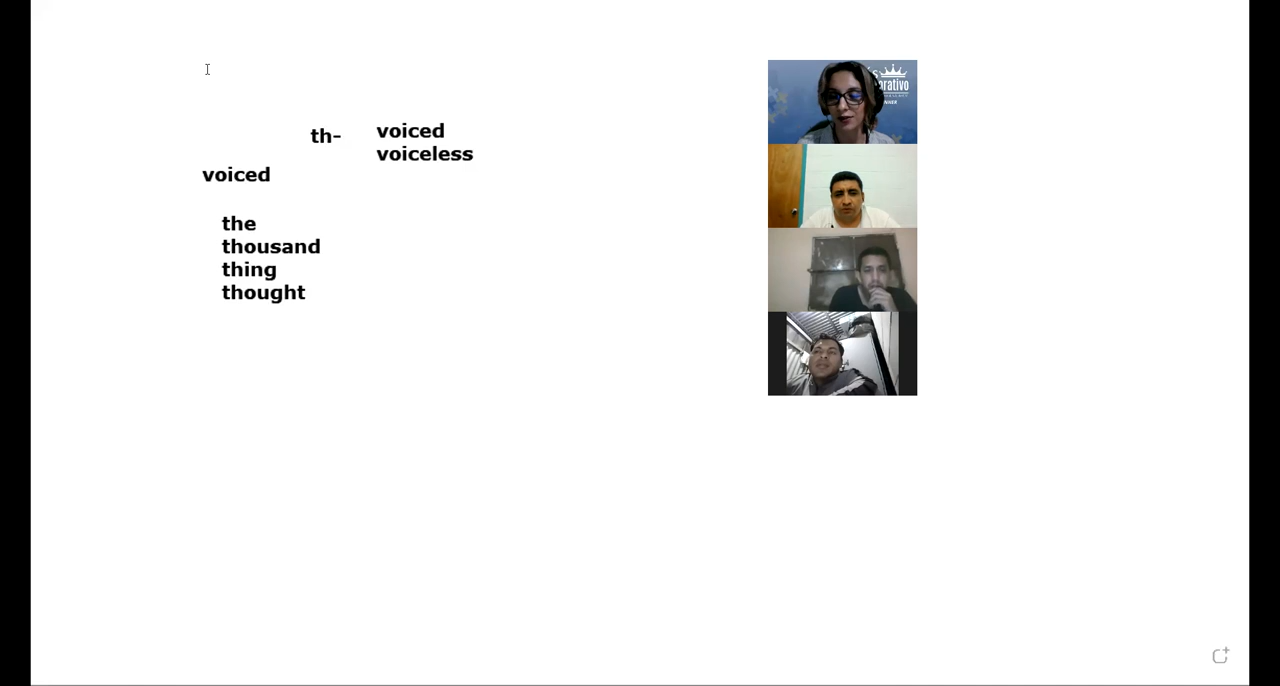 th-
voiced
voiceless
voiced
the
thousand
thing
thought